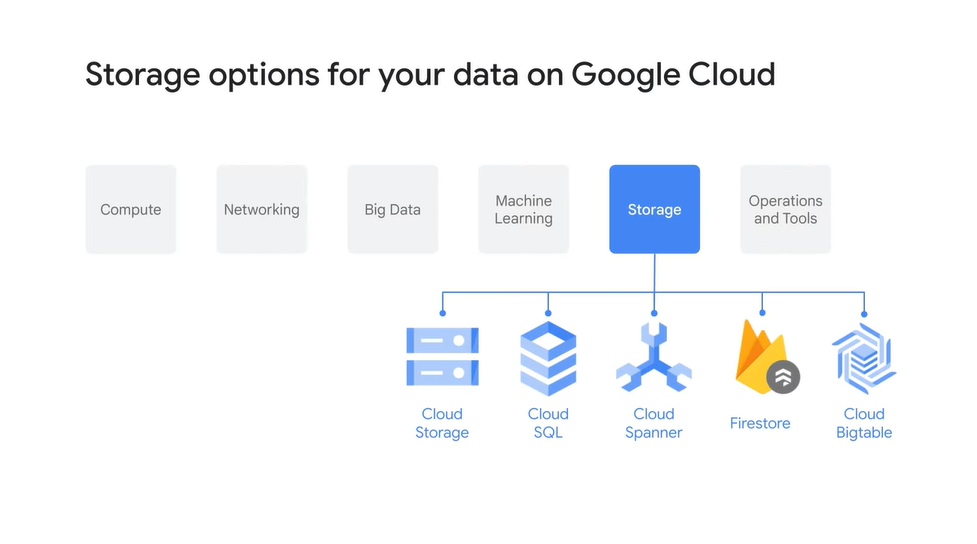 Storage options for your data on Google Cloud
Compute
Networking
Big Data
Machine
Learning
Storage
Operations
and Tools
Cloud
Storage
Cloud
SQL
Cloud
Spanner
Firestore
Cloud
Bigtable